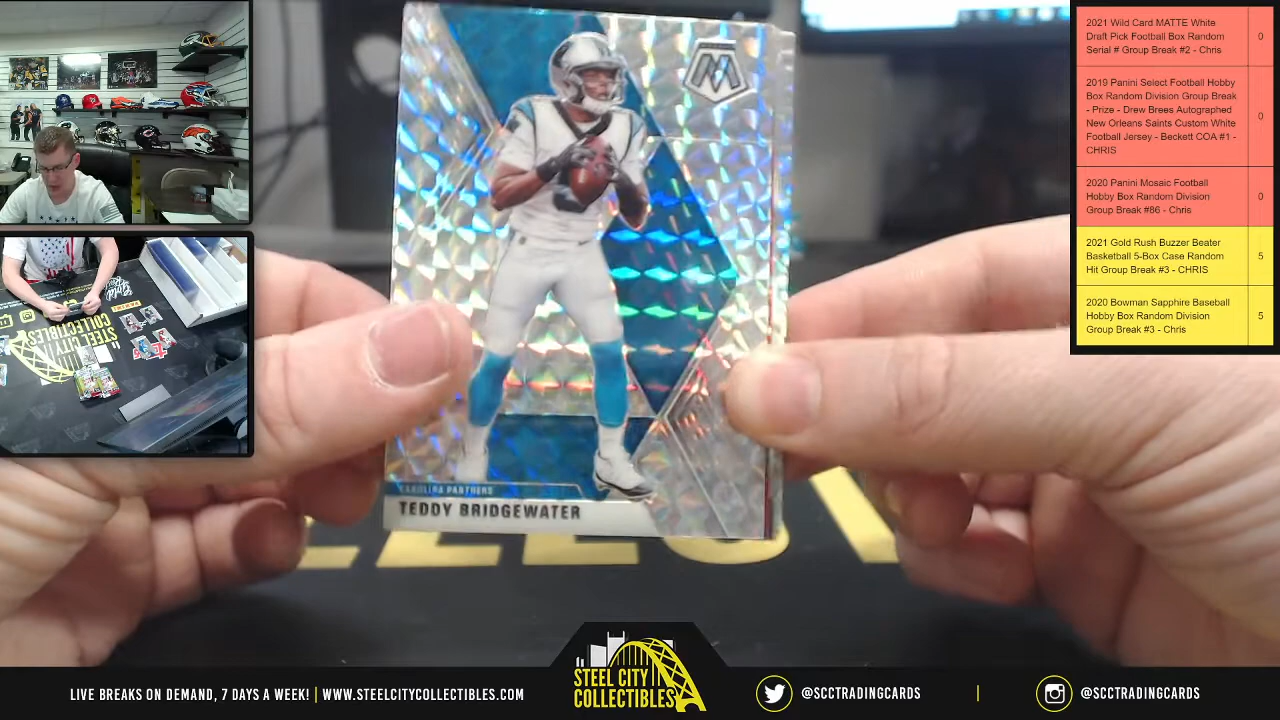 CAROLINA PANTHERS
TEDDY BRIDGEWATER
2021 Wild Card MATTE White
Draft Pick Football Box Random
Serial # Group Break #2 - Chris
0
2019 Panini Select Football Hobby
Box Random Division Group Break
- Prize - Drew Brees Autographed
New Orleans Saints Custom White
Football Jersey - Beckett COA #1 -
CHRIS
0
2020 Panini Mosaic Football
Hobby Box Random Division
Group Break #86 - Chris
0
2021 Gold Rush Buzzer Beater
Basketball 5-Box Case Random
Hit Group Break #3 - CHRIS
5
2020 Bowman Sapphire Baseball
Hobby Box Random Division
Group Break #3 - Chris
5
STEEL CITY
COLLECTIBLES
LIVE BREAKS ON DEMAND, 7 DAYS A WEEK! | WWW.STEELCITYCOLLECTIBLES.COM
STEEL CITY
COLLECTIBLES
@SCCTRADINGCARDS
@SCCTRADINGCARDS